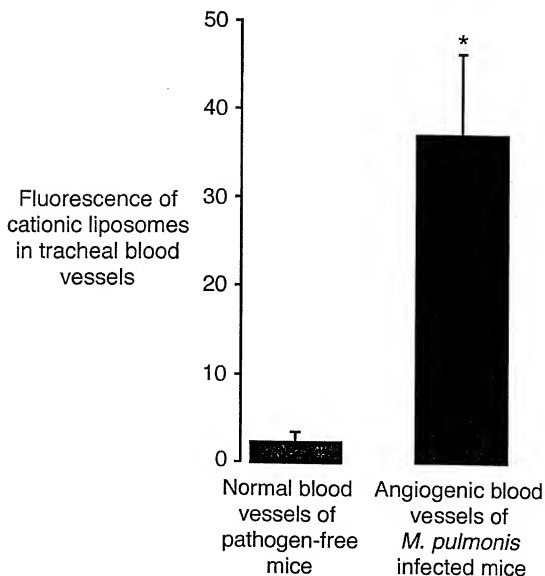 50
40
30
20
10
0
Fluorescence of
cationic liposomes
in tracheal blood
vessels
*
Normal blood
vessels of
pathogen-free
mice
Angiogenic blood
vessels of
M. pulmonis
infected mice